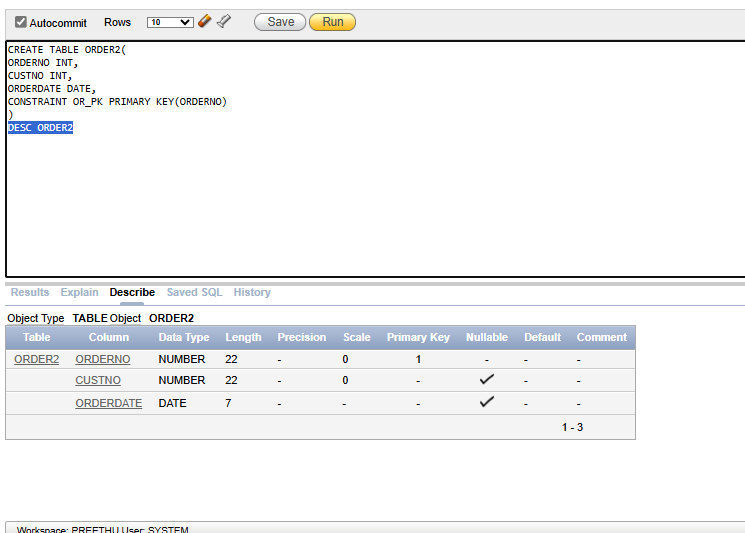 Autocommit Rows 10 Save Run
CREATE TABLE ORDER2(
ORDERNO INT,
CUSTNO INT,
ORDERDATE DATE,
CONSTRAINT OR_PK PRIMARY KEY(ORDERNO)
)
DESC ORDER2
Results Explain Describe Saved SQL History
Object Type TABLE Object ORDER2
Table Column Data Type Length Precision Scale Primary Key Nullable Default Comment
ORDER2 ORDERNO NUMBER 22 - 0 1 - - -
CUSTNO NUMBER 22 - 0 - - -
ORDERDATE DATE 7 - - - - -
1 - 3
Workspace: PREETHU User: SYSTEM